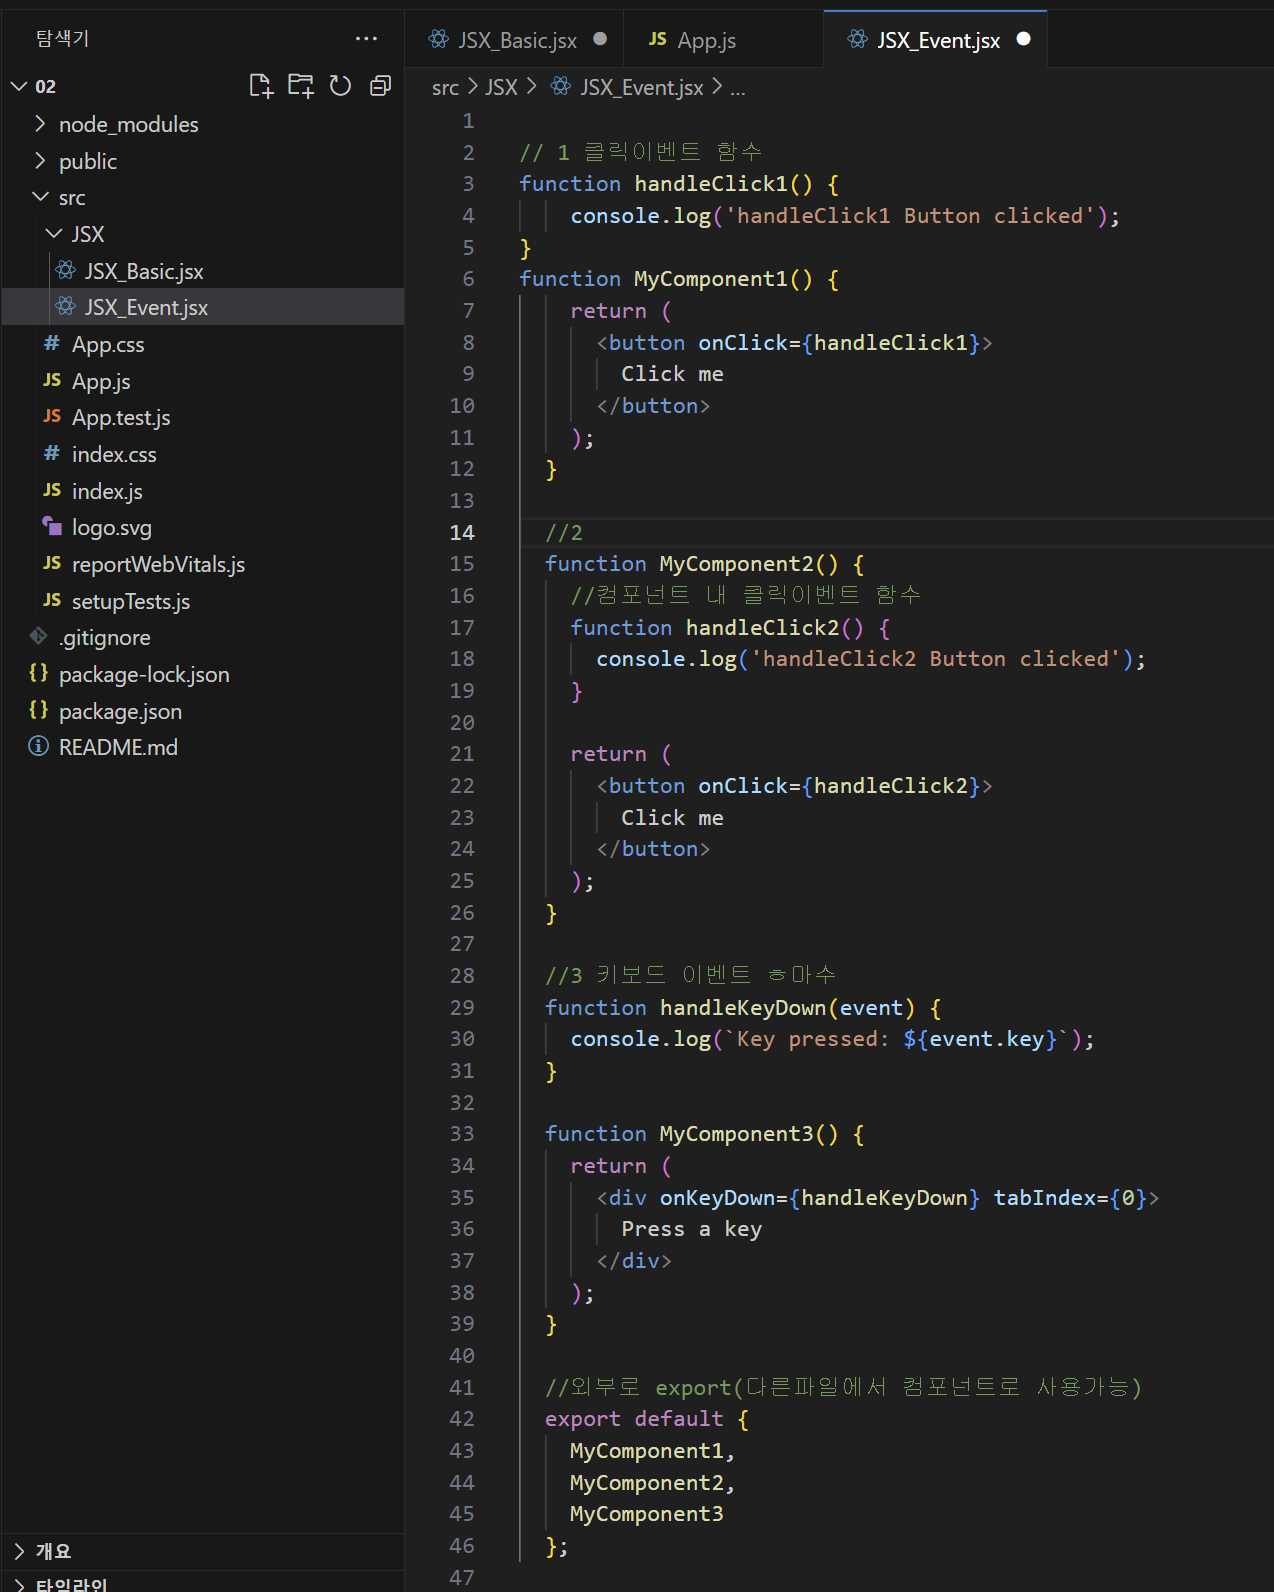 탐색기
···
02
node_modules
public
src
JSX
JSX_Basic.jsx
JSX_Event.jsx
# App.css
JS App.js
JS App.test.js
# index.css
JS index.js
logo.svg
JS reportWebVitals.js
JS setupTests.js
.gitignore
{} package-lock.json
{} package.json
README.md
개요
타임라인
JSX_Basic.jsx
JS App.js
JSX_Event.jsx
src > JSX > JSX_Event.jsx > ...
1
2 // 1 클릭이벤트 함수
3 function handleClick1() {
4 console.log('handleClick1 Button clicked');
5 }
6 function MyComponent1() {
7 return (
8 <button onClick={handleClick1}>
9 Click me
10 </button>
11 );
12 }
13
14 //2
15 function MyComponent2() {
16 //컴포넌트 내 클릭이벤트 함수
17 function handleClick2() {
18 console.log('handleClick2 Button clicked');
19 }
20
21 return (
22 <button onClick={handleClick2}>
23 Click me
24 </button>
25 );
26 }
27
28 //3 키보드 이벤트 ㅎ마수
29 function handleKeyDown(event) {
30 console.log(`Key pressed: ${event.key}`);
31 }
32
33 function MyComponent3() {
34 return (
35 <div onKeyDown={handleKeyDown} tabIndex={0}>
36 Press a key
37 </div>
38 );
39 }
40
41 //외부로 export(다른파일에서 컴포넌트로 사용가능)
42 export default {
43 MyComponent1,
44 MyComponent2,
45 MyComponent3
46 };
47